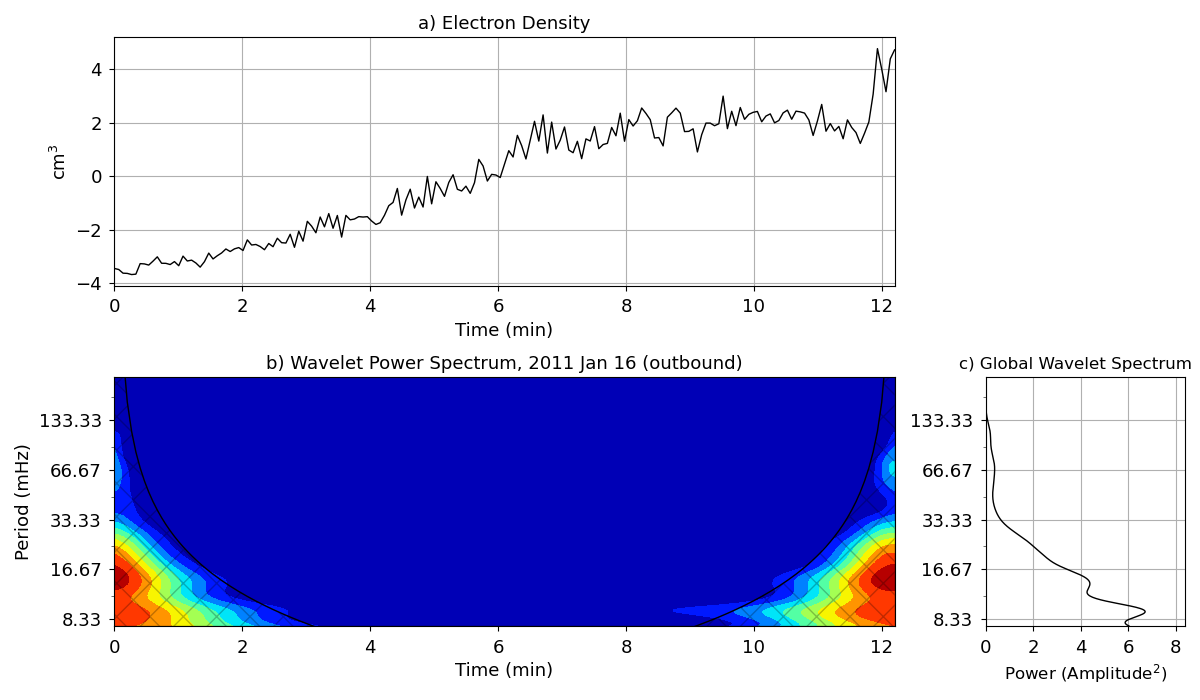 a) Electron Density
4
2
0
−2
−4
cm³
0 2 4 6 8 10 12
Time (min)
b) Wavelet Power Spectrum, 2011 Jan 16 (outbound)
133.33
66.67
33.33
16.67
8.33
Period (mHz)
0 2 4 6 8 10 12
Time (min)
c) Global Wavelet Spectrum
133.33
66.67
33.33
16.67
8.33
0 2 4 6 8
Power (Amplitude²)